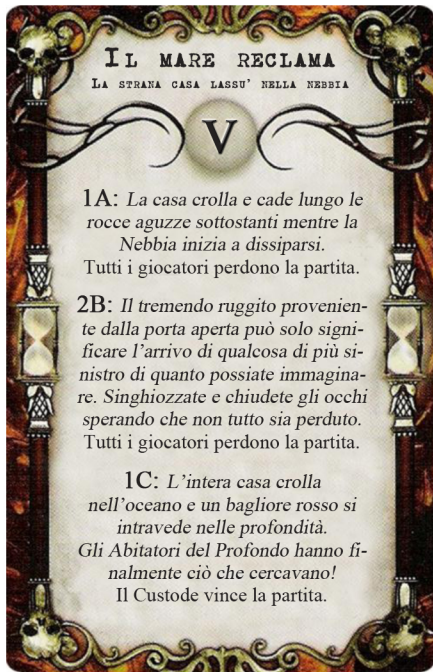 IL MARE RECLAMA
LA STRANA CASA LASSU' NELLA NEBBIA
V
1A: La casa crolla e cade lungo le
rocce aguzze sottostanti mentre la
Nebbia inizia a dissiparsi.
Tutti i giocatori perdono la partita.
2B: Il tremendo ruggito provenien-
te dalla porta aperta può solo signi-
ficare l'arrivo di qualcosa di più si-
nistro di quanto possiate immagina-
re. Singhiozzate e chiudete gli occhi
sperando che non tutto sia perduto.
Tutti i giocatori perdono la partita.
1C: L'intera casa crolla
nell'oceano e un bagliore rosso si
intravede nelle profondità.
Gli Abitatori del Profondo hanno fi-
nalmente ciò che cercavano!
Il Custode vince la partita.